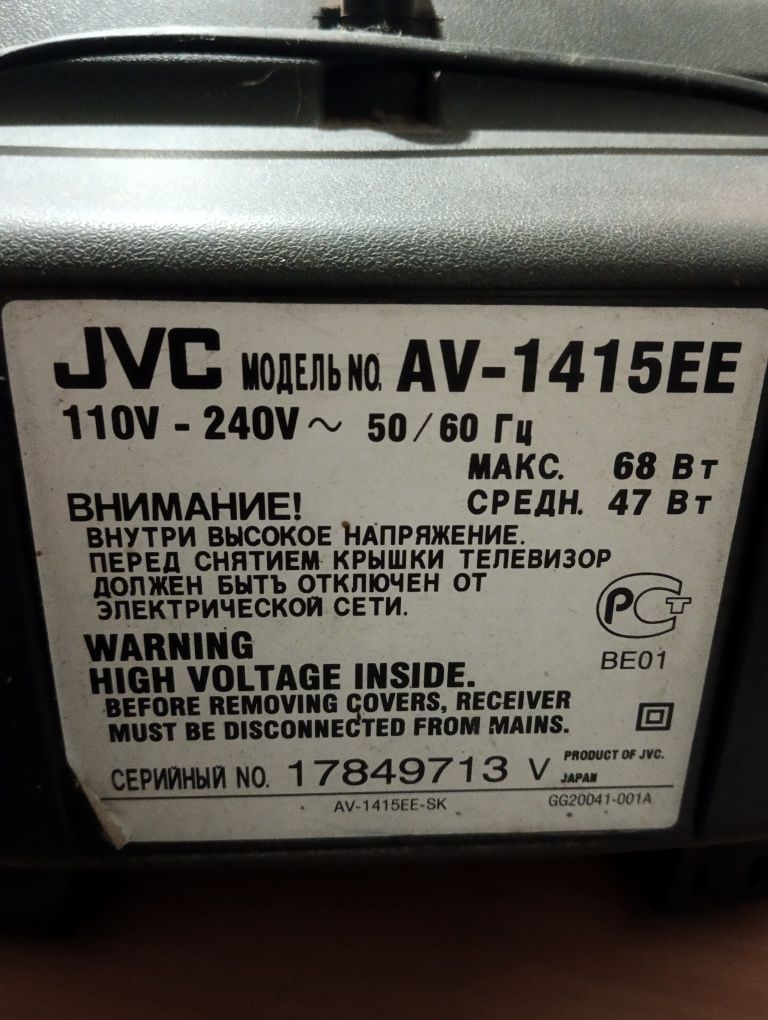 JVC МОДЕЛЬ NO. AV-1415EE
110V - 240V ~ 50/60 Гц
МАКС. 68 Вт
СРЕДН. 47 Вт
ВНИМАНИЕ!
ВНУТРИ ВЫСОКОЕ НАПРЯЖЕНИЕ.
ПЕРЕД СНЯТИЕМ КРЫШКИ ТЕЛЕВИЗОР
ДОЛЖЕН БЫТЬ ОТКЛЮЧЕН ОТ
ЭЛЕКТРИЧЕСКОЙ СЕТИ.
РСТ
BE01
WARNING
HIGH VOLTAGE INSIDE.
BEFORE REMOVING COVERS, RECEIVER
MUST BE DISCONNECTED FROM MAINS.
СЕРИЙНЫЙ NO. 17849713 V
PRODUCT OF JVC.
JAPAN
AV-1415EE-SK
GG20041-001A